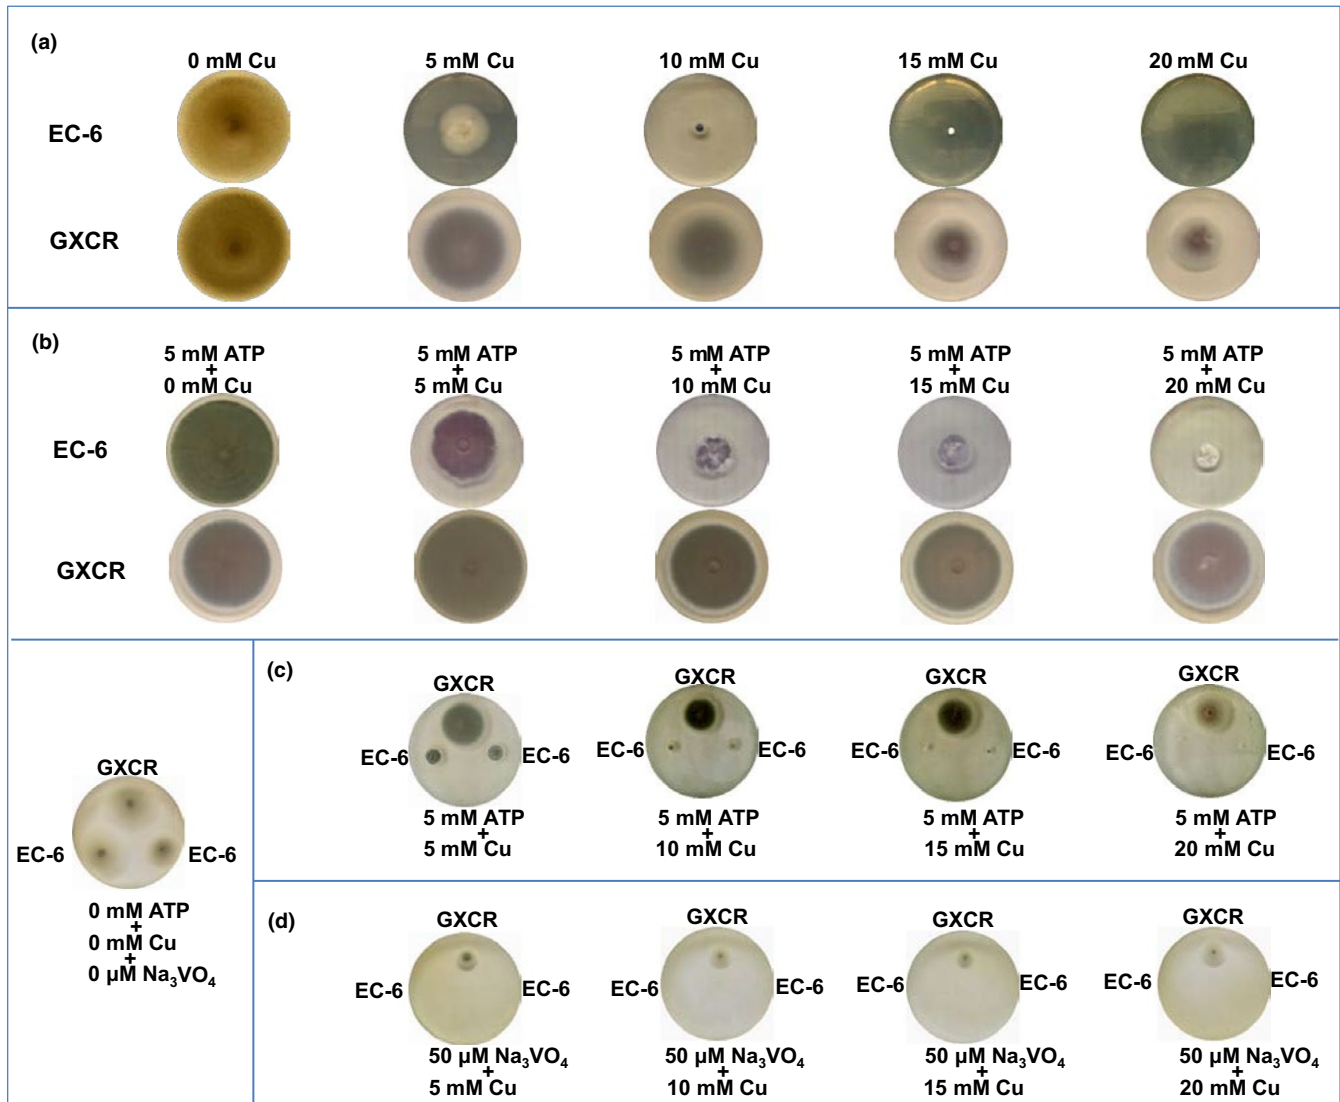 (a)
0 mM Cu 5 mM Cu 10 mM Cu 15 mM Cu 20 mM Cu
EC-6
GXCR
(b)
5 mM ATP 5 mM ATP 5 mM ATP 5 mM ATP 5 mM ATP
+ + + + +
0 mM Cu 5 mM Cu 10 mM Cu 15 mM Cu 20 mM Cu
EC-6
GXCR
GXCR
EC-6 EC-6
0 mM ATP
+
0 mM Cu
+
0 µM Na₃VO₄
(c)
GXCR GXCR GXCR GXCR
EC-6 EC-6 EC-6 EC-6 EC-6 EC-6 EC-6 EC-6
5 mM ATP 5 mM ATP 5 mM ATP 5 mM ATP
+ + + +
5 mM Cu 10 mM Cu 15 mM Cu 20 mM Cu
(d)
GXCR GXCR GXCR GXCR
EC-6 EC-6 EC-6 EC-6 EC-6 EC-6 EC-6 EC-6
50 µM Na₃VO₄ 50 µM Na₃VO₄ 50 µM Na₃VO₄ 50 µM Na₃VO₄
+ + + +
5 mM Cu 10 mM Cu 15 mM Cu 20 mM Cu